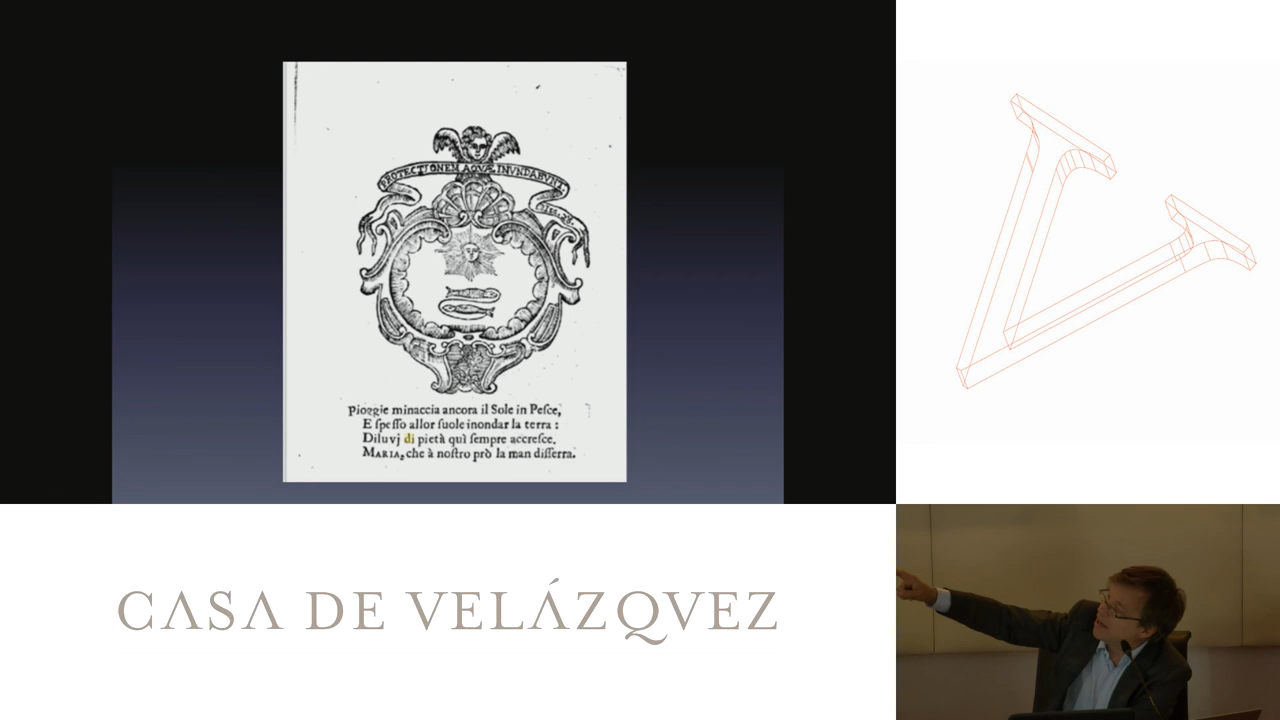 PROTECTIONEM AQVÆ INVNDABVNT.
Pioggie minaccia ancora il Sole in Pesce,
E spesso allor suole inondar la terra :
Diluvj di pietà quì sempre accresce.
MARIA, che à nostro prò la man disserra.
CASA DE VELÁZQVEZ